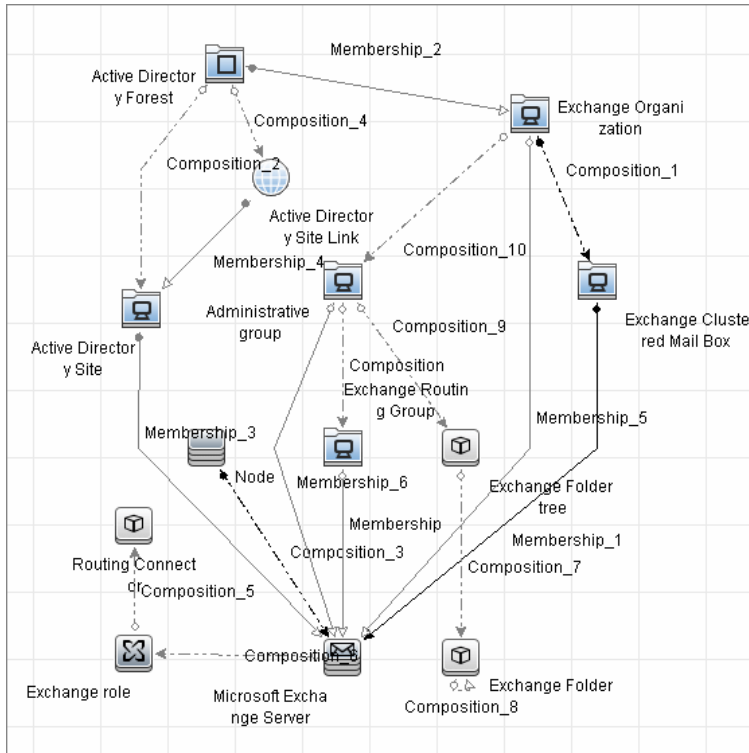 Membership_2
Active Director
y Forest
Exchange Organi
zation
Composition_4
Composition_2
Composition_1
Active Director
y Site Link
Composition_10
Membership_4
Administrative
group
Composition_9
Exchange Cluste
red Mail Box
Active Director
y Site
Composition
Exchange Routin
g Group
Membership_5
Membership_3
Node
Membership_6
Exchange Folder
tree
Membership
Membership_1
Composition_3
Routing Connect
or
Composition_5
Composition_7
Composition_6
Exchange role
Microsoft Excha
nge Server
Exchange Folder
Composition_8